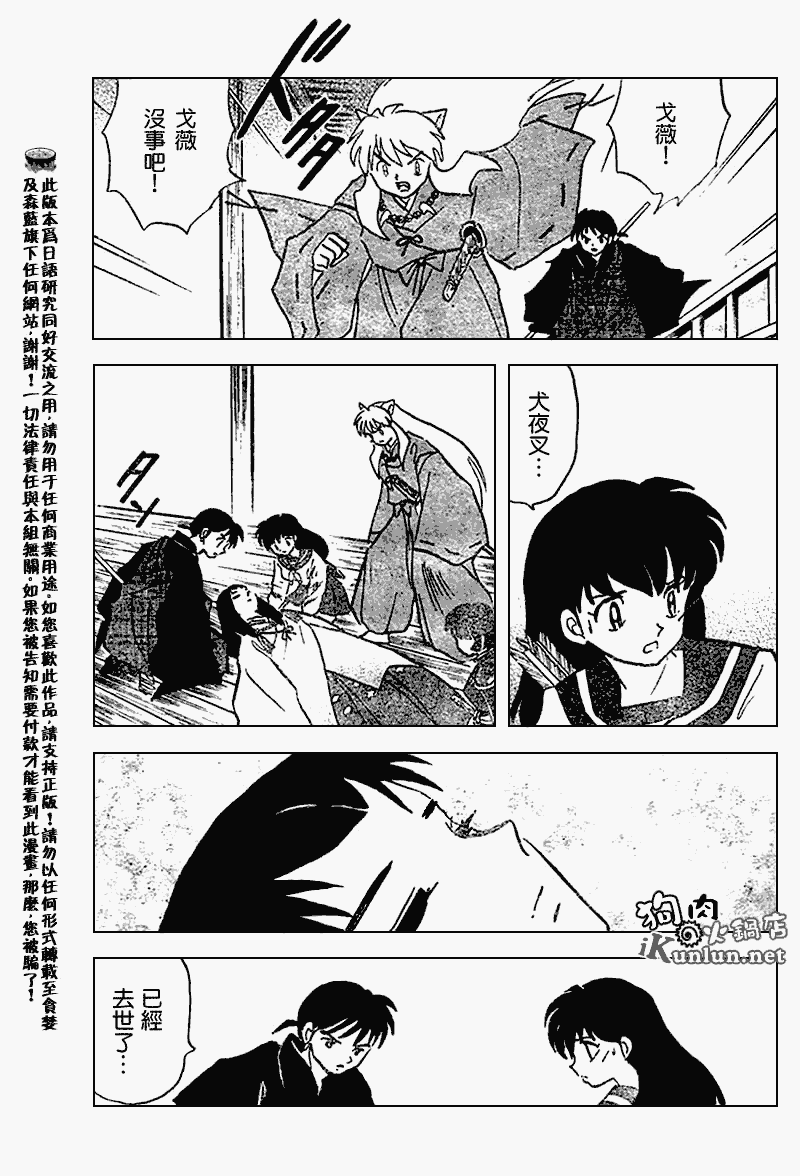 戈薇！
戈薇
沒事吧！
ドッ
タタ
犬夜叉…
タン
已經
去世了…
狗肉
火鍋店
iKunlun.net
此版本爲日語研究同好交流之用，請勿用于任何商業用途。如您喜歡此作品，請支持正版！請勿以任何形式轉載至貪婪
及森藍旗下任何網站，謝謝！一切法律責任與本組無關。如果您被告知需要付款才能看到此漫畫，那麼，您被騙了！